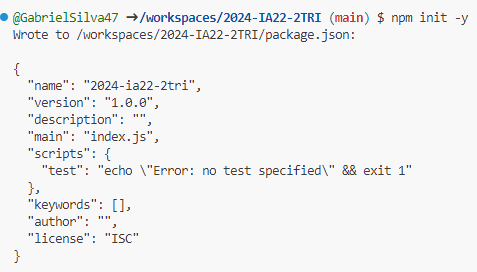 @GabrielSilva47 ➜/workspaces/2024-IA22-2TRI (main) $ npm init -y
Wrote to /workspaces/2024-IA22-2TRI/package.json:

{
  "name": "2024-ia22-2tri",
  "version": "1.0.0",
  "description": "",
  "main": "index.js",
  "scripts": {
    "test": "echo \"Error: no test specified\" && exit 1"
  },
  "keywords": [],
  "author": "",
  "license": "ISC"
}